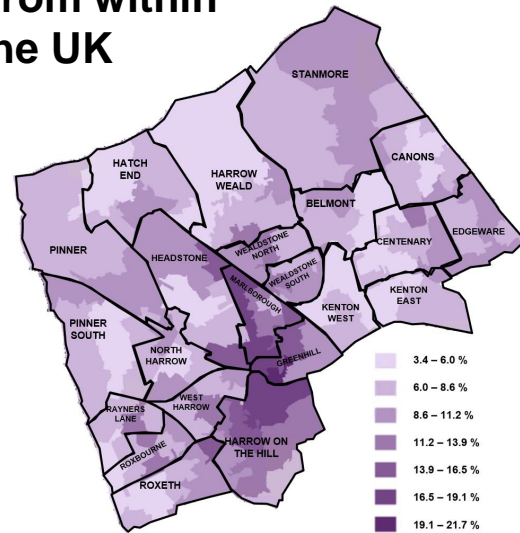 rom within
ne UK
STANMORE
HATCH
END
HARROW
WEALD
CANONS
BELMONT
PINNER
HEADSTONE
WEALDSTONE
NORTH
CENTENARY
EDGEWARE
WEALDSTONE
SOUTH
MARLBOROUGH
KENTON
EAST
KENTON
WEST
PINNER
SOUTH
NORTH
HARROW
GREENHILL
WEST
HARROW
RAYNERS
LANE
ROXBOURNE
HARROW ON
THE HILL
ROXETH
3.4 – 6.0 %
6.0 – 8.6 %
8.6 – 11.2 %
11.2 – 13.9 %
13.9 – 16.5 %
16.5 – 19.1 %
19.1 – 21.7 %